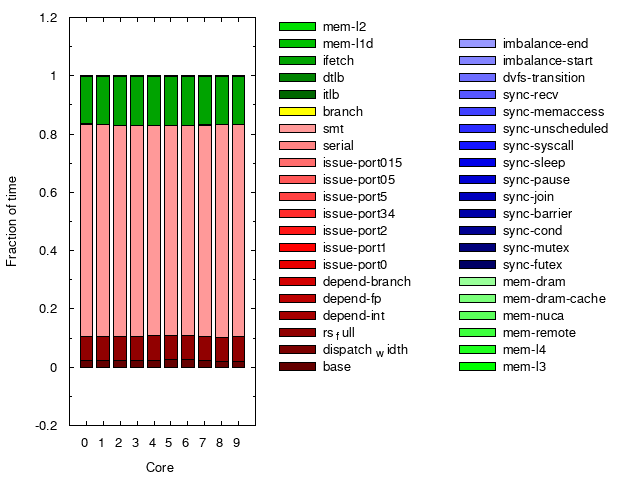 1.2
1
0.8
0.6
0.4
0.2
0
-0.2
Fraction of time
0 1 2 3 4 5 6 7 8 9
Core
mem-l2
mem-l1d
ifetch
dtlb
itlb
branch
smt
serial
issue-port015
issue-port05
issue-port5
issue-port34
issue-port2
issue-port1
issue-port0
depend-branch
depend-fp
depend-int
rs f ull
dispatch w idth
base
imbalance-end
imbalance-start
dvfs-transition
sync-recv
sync-memaccess
sync-unscheduled
sync-syscall
sync-sleep
sync-pause
sync-join
sync-barrier
sync-cond
sync-mutex
sync-futex
mem-dram
mem-dram-cache
mem-nuca
mem-remote
mem-l4
mem-l3